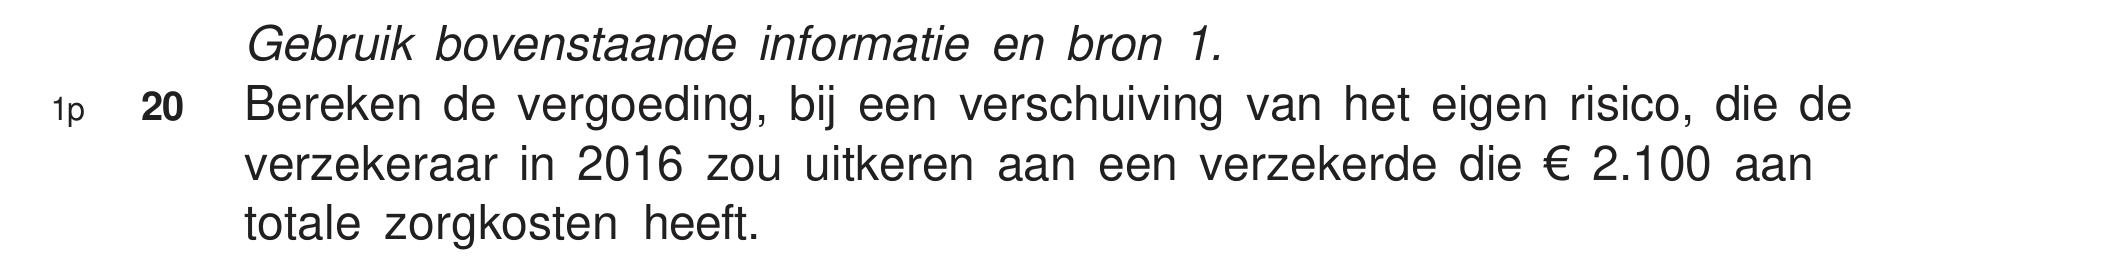 Gebruik bovenstaande informatie en bron 1.
1p 20 Bereken de vergoeding, bij een verschuiving van het eigen risico, die de
verzekeraar in 2016 zou uitkeren aan een verzekerde die € 2.100 aan
totale zorgkosten heeft.